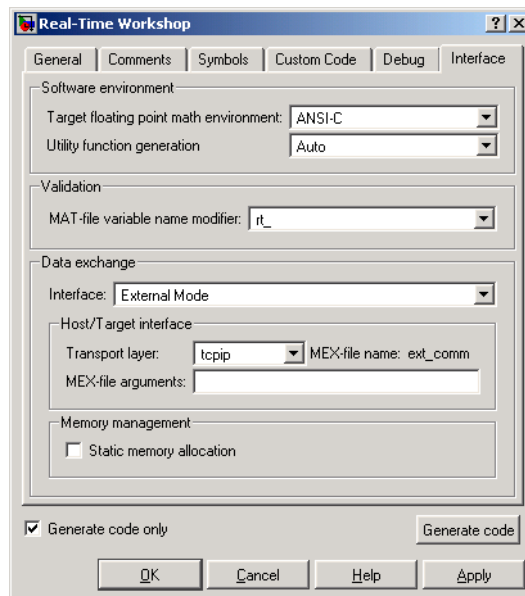 Real-Time Workshop
General Comments Symbols Custom Code Debug Interface
Software environment
Target floating point math environment: ANSI-C
Utility function generation Auto
Validation
MAT-file variable name modifier: rt_
Data exchange
Interface: External Mode
Host/Target interface
Transport layer: tcpip MEX-file name: ext_comm
MEX-file arguments:
Memory management
Static memory allocation
Generate code only Generate code
OK Cancel Help Apply